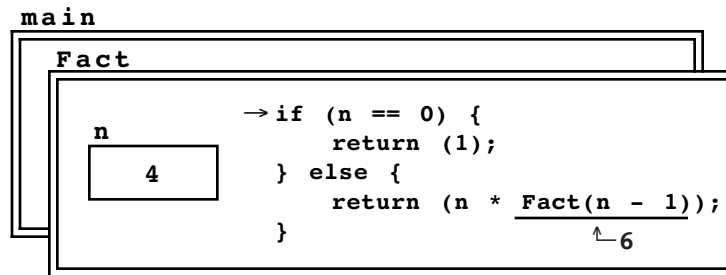 main
Fact
n
4
if (n == 0) {
return (1);
} else {
return (n * Fact(n - 1));
}
6